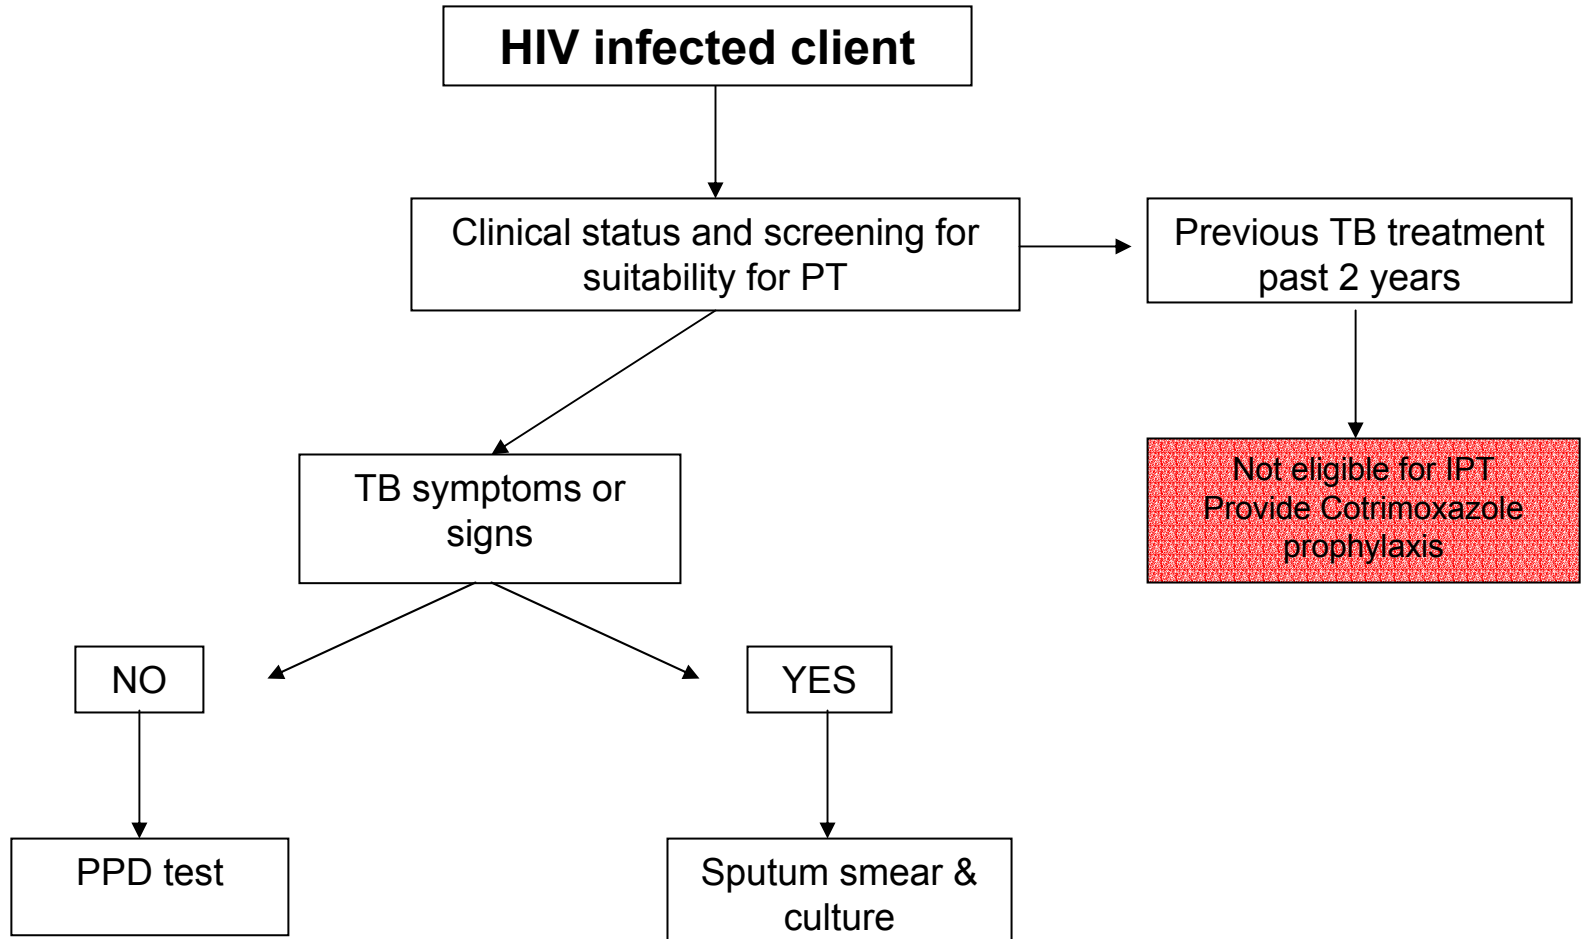 HIV infected client
Clinical status and screening for
suitability for PT
Previous TB treatment
past 2 years
TB symptoms or
signs
Not eligible for IPT
Provide Cotrimoxazole
prophylaxis
NO
YES
PPD test
Sputum smear &
culture